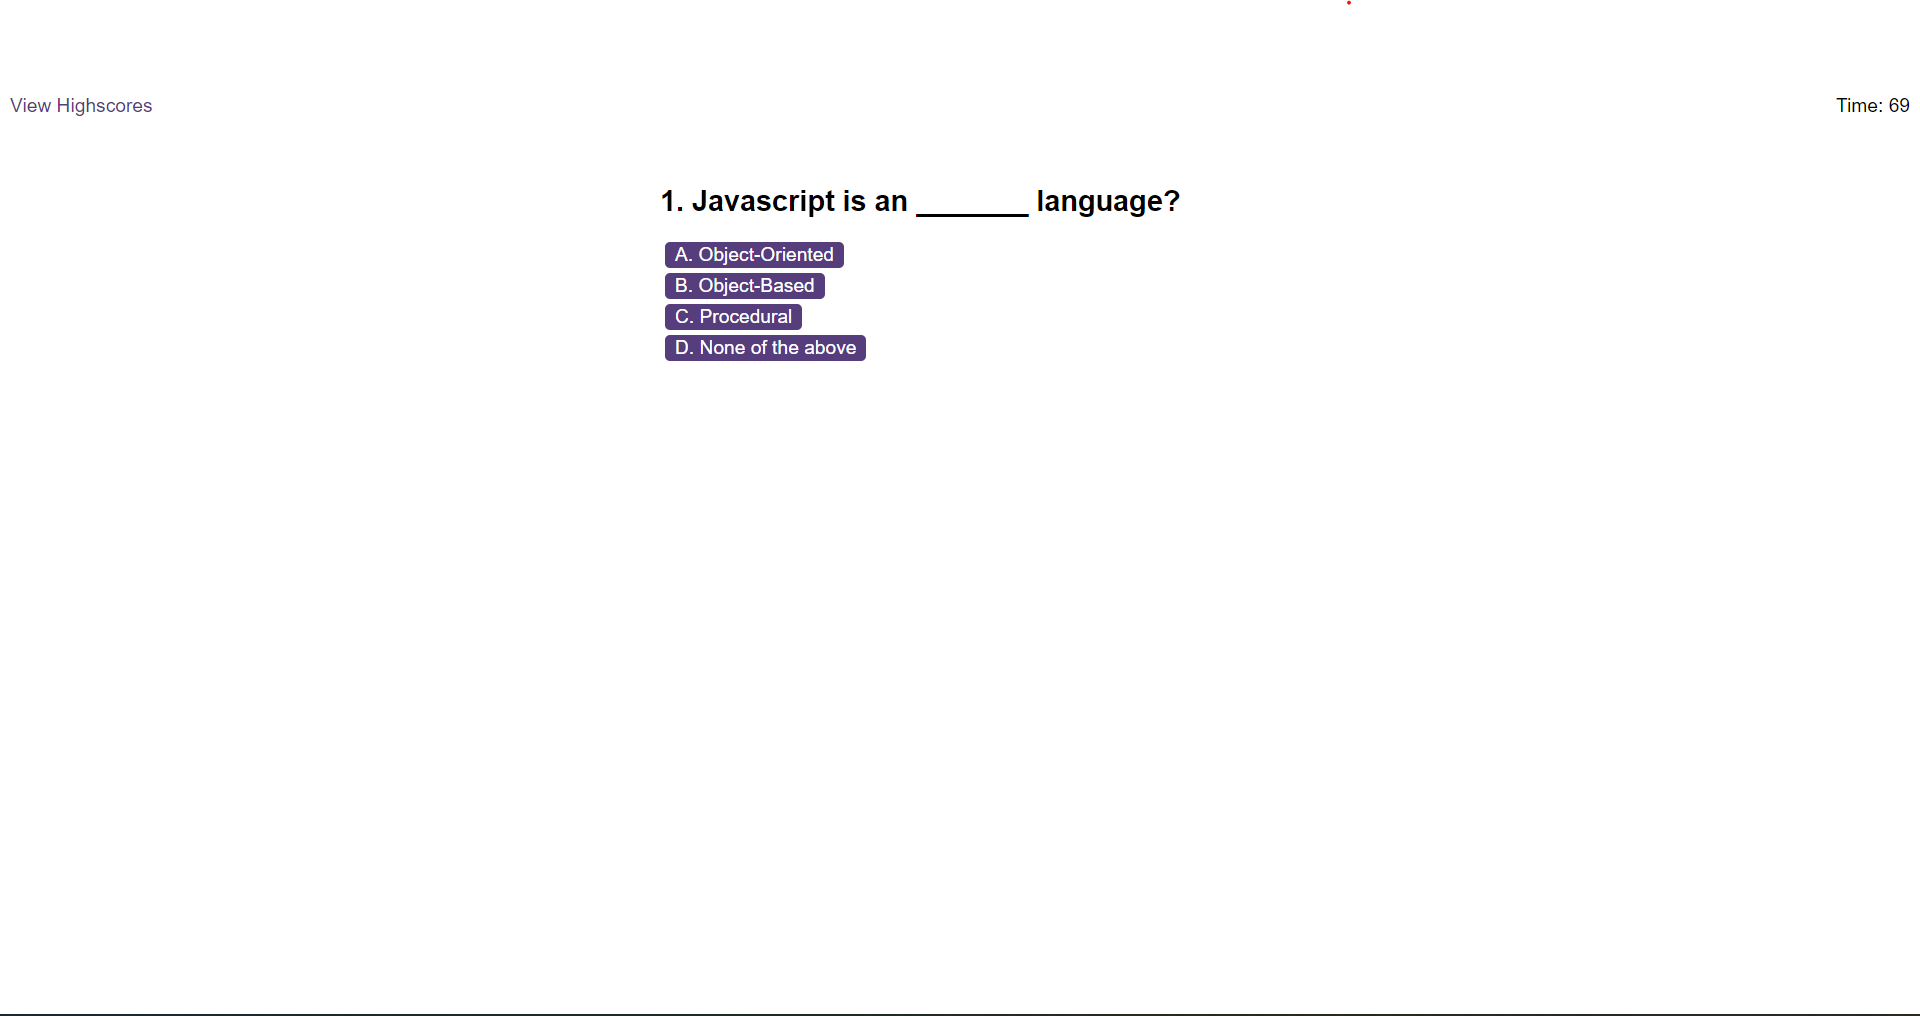 View Highscores
Time: 69
1. Javascript is an _______ language?
A. Object-Oriented
B. Object-Based
C. Procedural
D. None of the above